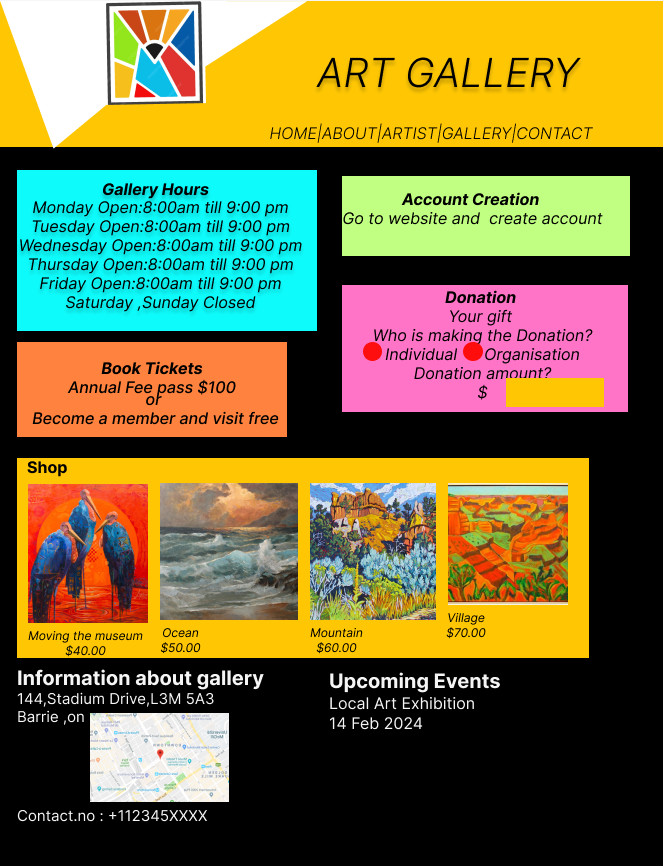 ART GALLERY
HOME|ABOUT|ARTIST|GALLERY|CONTACT
Gallery Hours
Monday Open:8:00am till 9:00 pm
Tuesday Open:8:00am till 9:00 pm
Wednesday Open:8:00am till 9:00 pm
Thursday Open:8:00am till 9:00 pm
Friday Open:8:00am till 9:00 pm
Saturday ,Sunday Closed
Account Creation
Go to website and  create account
Donation
Your gift
Who is making the Donation?
Individual Organisation
Donation amount?
$
Book Tickets
Annual Fee pass $100
or
Become a member and visit free
Shop
Moving the museum
$40.00
Ocean
$50.00
Mountain
$60.00
Village
$70.00
Information about gallery
144,Stadium Drive,L3M 5A3
Barrie ,on
Contact.no : +112345XXXX
Upcoming Events
Local Art Exhibition
14 Feb 2024